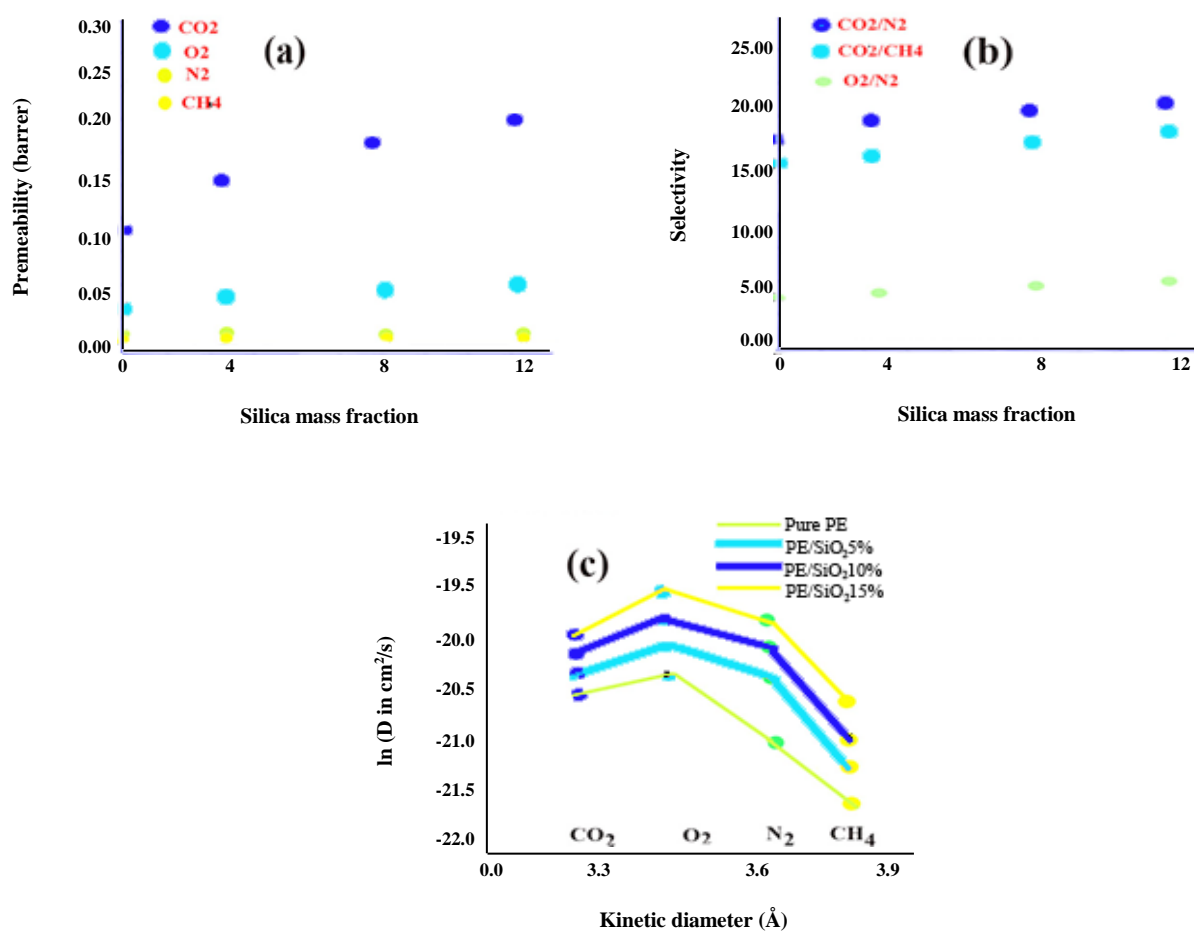 0.30
CO2
O2
N2
CH4
(a)
0.25
0.20
0.15
0.10
0.05
0.00
0 4 8 12
Premeability (barrer)
Silica mass fraction
CO2/N2
CO2/CH4
O2/N2
(b)
25.00
20.00
15.00
10.00
5.00
0.00
0 4 8 12
Selectivity
Silica mass fraction
-19.5
-19.5
-20.0
-20.5
-21.0
-21.5
-22.0
(c)
Pure PE
PE/SiO₂5%
PE/SiO₂10%
PE/SiO₂15%
ln (D in cm²/s)
CO₂ O₂ N₂ CH₄
0.0 3.3 3.6 3.9
Kinetic diameter (Å)